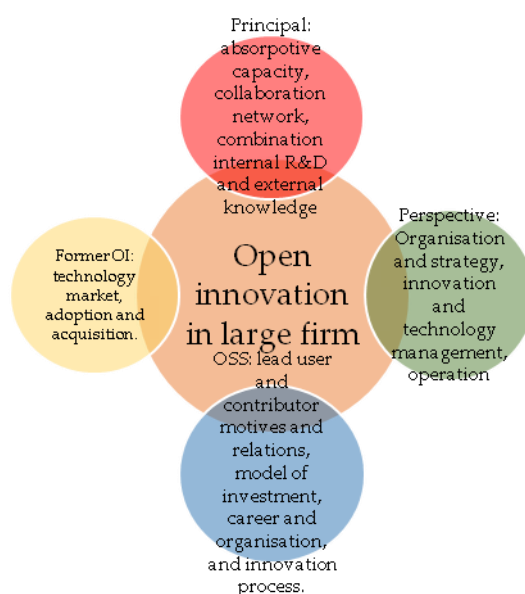 Principal:
absorpotive
capacity,
collaboration
network,
combination
internal R&D
and external
knowledge
Former OI:
technology
market,
adoption and
acquisition.
Open
innovation
in large firm
Perspective:
Organisation
and strategy,
innovation
and
technology
management,
operation
OSS: lead user
and
contributor
motives and
relations,
model of
investment,
career and
organisation,
and innovation
process.